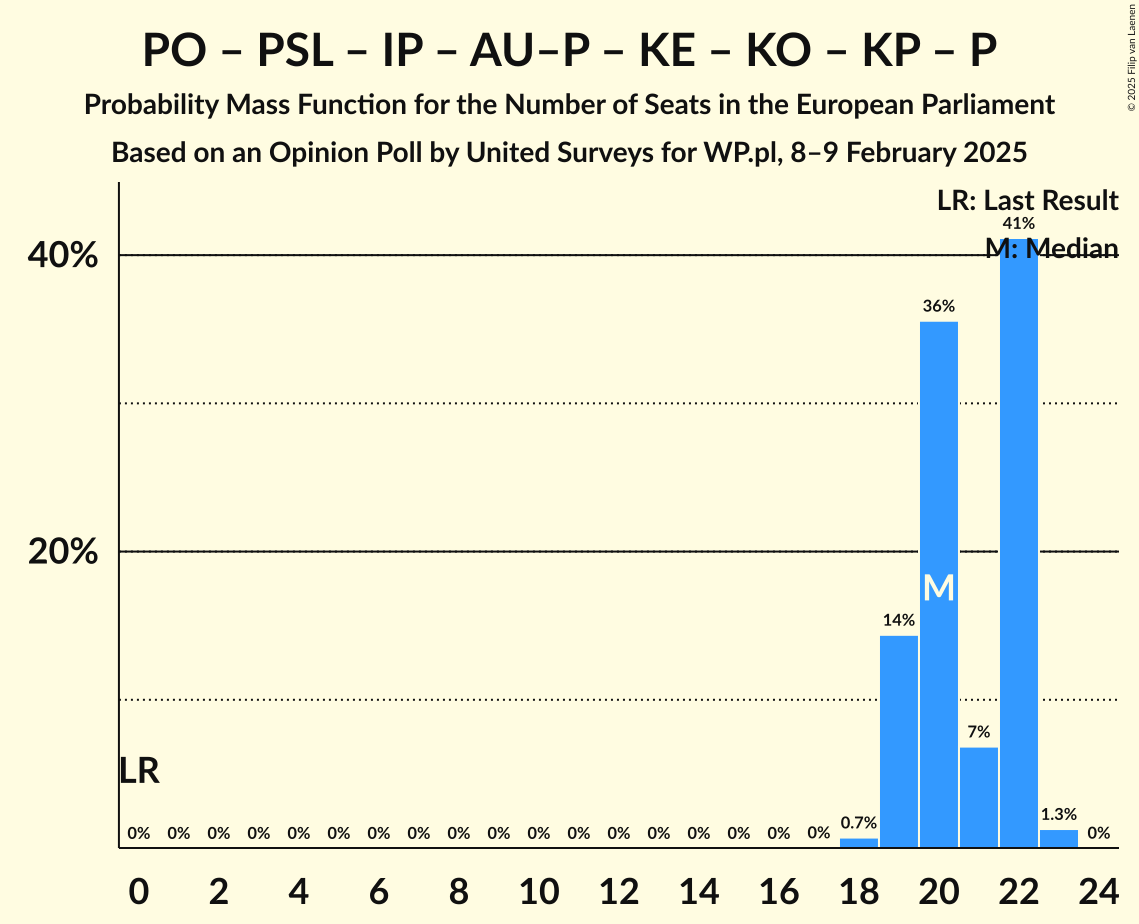 PO – PSL – IP – AU–P – KE – KO – KP – P
Probability Mass Function for the Number of Seats in the European Parliament
Based on an Opinion Poll by United Surveys for WP.pl, 8–9 February 2025
© 2025 Filip van Laenen
LR: Last Result
M: Median
41%
40%
36%
20%
M
14%
7%
LR
0% 0% 0% 0% 0% 0% 0% 0% 0% 0% 0% 0% 0% 0% 0% 0% 0% 0% 0.7% 1.3% 0%
0 2 4 6 8 10 12 14 16 18 20 22 24